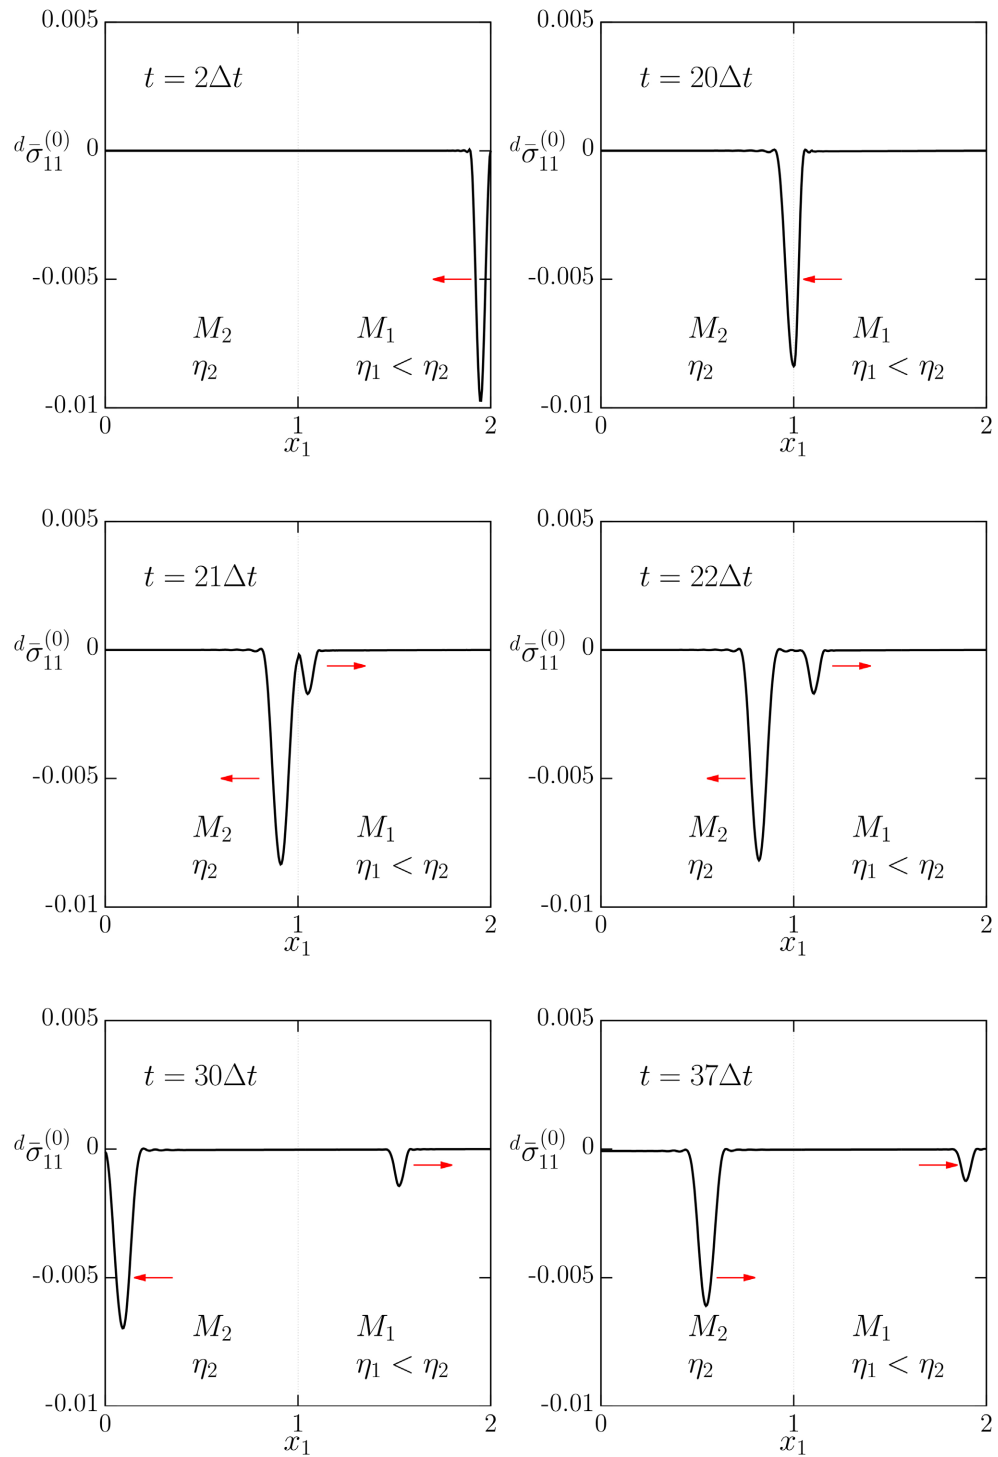 0.005 0.005
t = 2Δt t = 20Δt
ᵈσ̄₁₁⁽⁰⁾ 0 ᵈσ̄₁₁⁽⁰⁾ 0
-0.005 -0.005
M₂ M₁ M₂ M₁
η₂ η₁ < η₂ η₂ η₁ < η₂
-0.01 -0.01
0 1 2 0 1 2
x₁ x₁
0.005 0.005
t = 21Δt t = 22Δt
ᵈσ̄₁₁⁽⁰⁾ 0 ᵈσ̄₁₁⁽⁰⁾ 0
-0.005 -0.005
M₂ M₁ M₂ M₁
η₂ η₁ < η₂ η₂ η₁ < η₂
-0.01 -0.01
0 1 2 0 1 2
x₁ x₁
0.005 0.005
t = 30Δt t = 37Δt
ᵈσ̄₁₁⁽⁰⁾ 0 ᵈσ̄₁₁⁽⁰⁾ 0
-0.005 -0.005
M₂ M₁ M₂ M₁
η₂ η₁ < η₂ η₂ η₁ < η₂
-0.01 -0.01
0 1 2 0 1 2
x₁ x₁